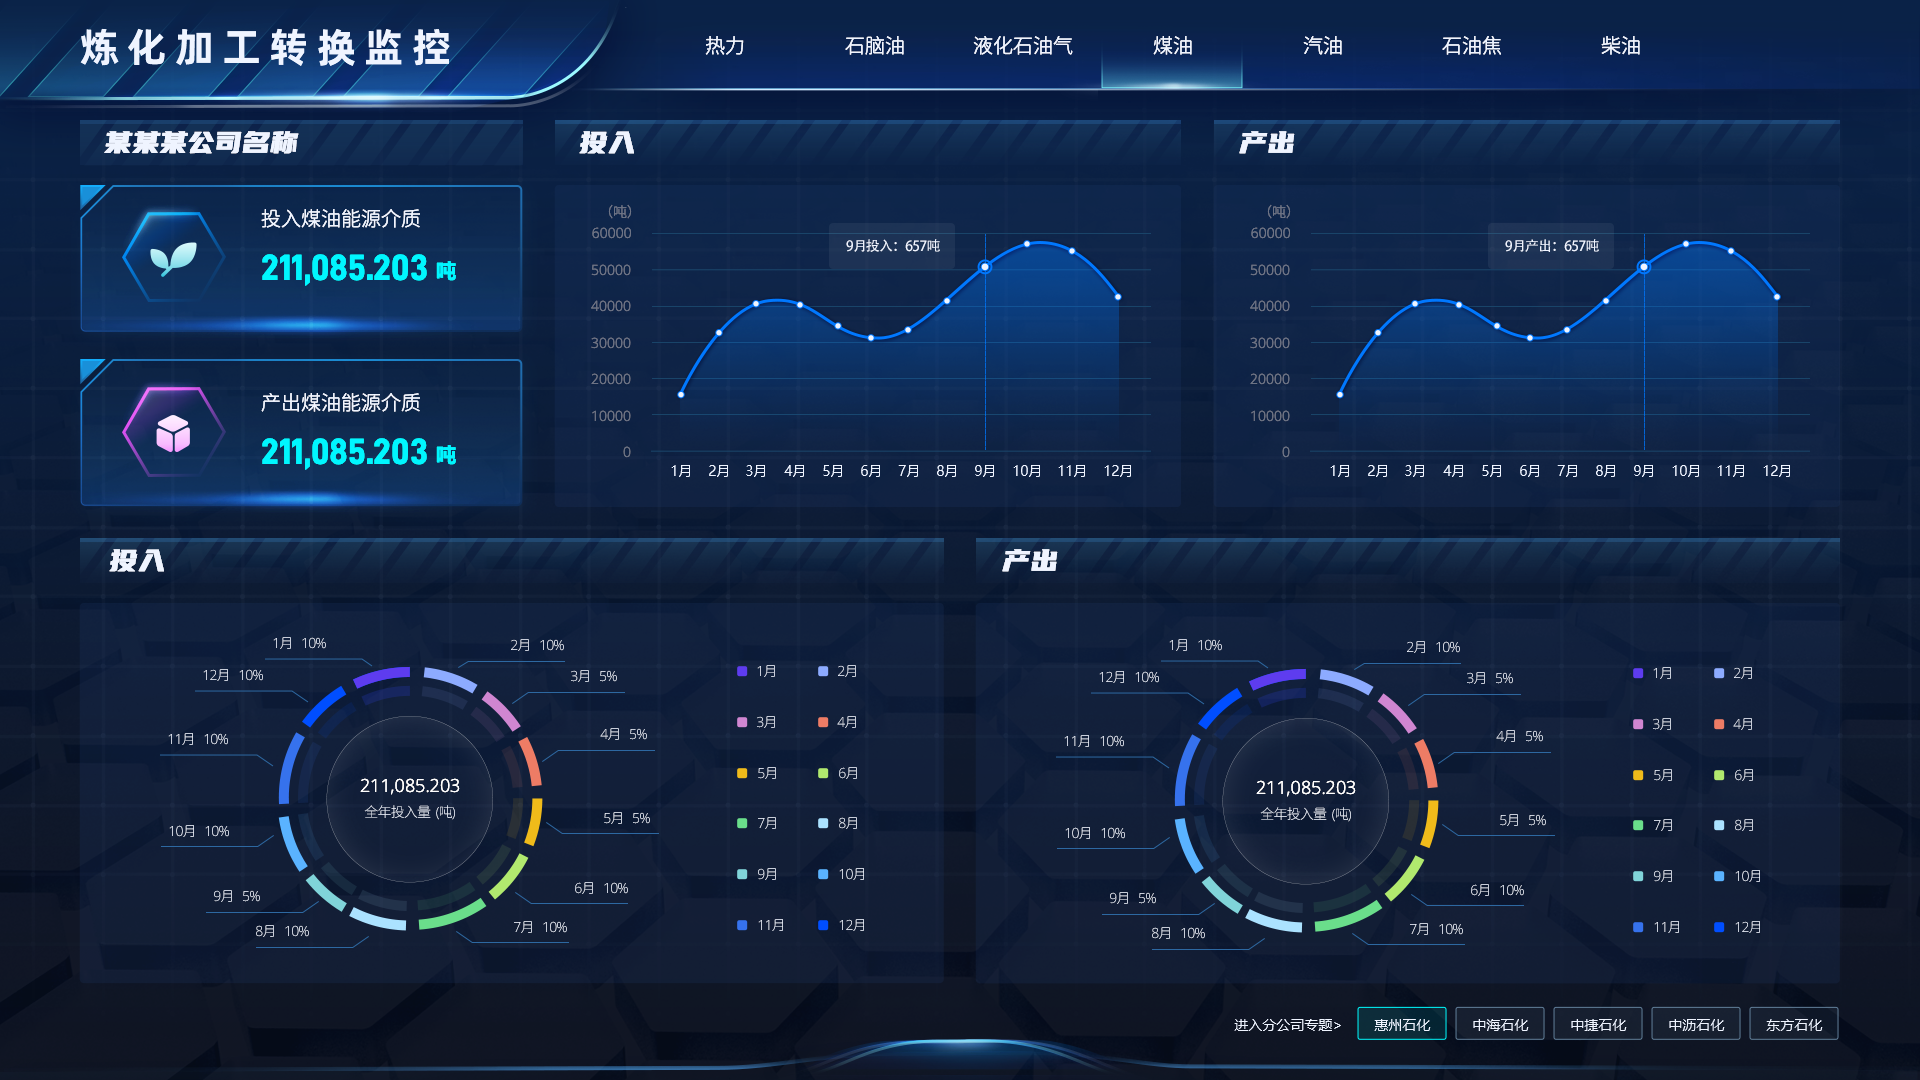 炼化加工转换监控
热力 石脑油 液化石油气 煤油 汽油 石油焦 柴油
某某某公司名称
投入煤油能源介质
211,085.203 吨
产出煤油能源介质
211,085.203 吨
投入
（吨）
60000
50000
40000
30000
20000
10000
0
9月投入：657吨
1月 2月 3月 4月 5月 6月 7月 8月 9月 10月 11月 12月
产出
（吨）
60000
50000
40000
30000
20000
10000
0
9月产出：657吨
1月 2月 3月 4月 5月 6月 7月 8月 9月 10月 11月 12月
投入
1月 10%
2月 10%
12月 10%
3月 5%
11月 10%
4月 5%
211,085.203
全年投入量 (吨)
10月 10%
5月 5%
9月 5%
6月 10%
8月 10%
7月 10%
1月 2月
3月 4月
5月 6月
7月 8月
9月 10月
11月 12月
产出
1月 10%
2月 10%
12月 10%
3月 5%
11月 10%
4月 5%
211,085.203
全年投入量 (吨)
10月 10%
5月 5%
9月 5%
6月 10%
8月 10%
7月 10%
1月 2月
3月 4月
5月 6月
7月 8月
9月 10月
11月 12月
进入分公司专题> 惠州石化 中海石化 中捷石化 中沥石化 东方石化